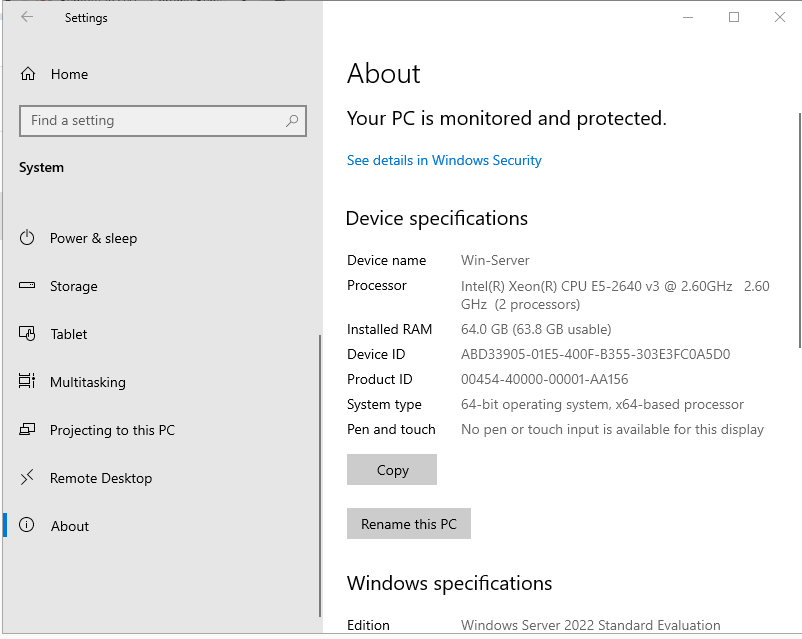 Settings
Home
Find a setting
System
Power & sleep
Storage
Tablet
Multitasking
Projecting to this PC
Remote Desktop
About
About
Your PC is monitored and protected.
See details in Windows Security
Device specifications
Device name Win-Server
Processor Intel(R) Xeon(R) CPU E5-2640 v3 @ 2.60GHz 2.60
GHz (2 processors)
Installed RAM 64.0 GB (63.8 GB usable)
Device ID ABD33905-01E5-400F-B355-303E3FC0A5D0
Product ID 00454-40000-00001-AA156
System type 64-bit operating system, x64-based processor
Pen and touch No pen or touch input is available for this display
Copy
Rename this PC
Windows specifications
Edition Windows Server 2022 Standard Evaluation